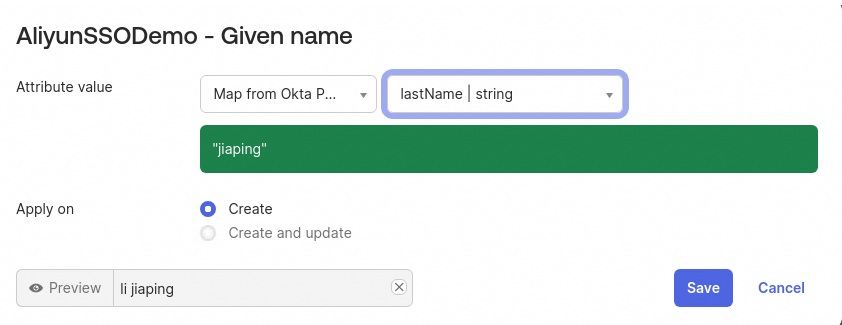 AliyunSSODemo - Given name
Attribute value
Map from Okta P...
lastName | string
"jiaping"
Apply on
Create
Create and update
Preview
li jiaping
Save
Cancel